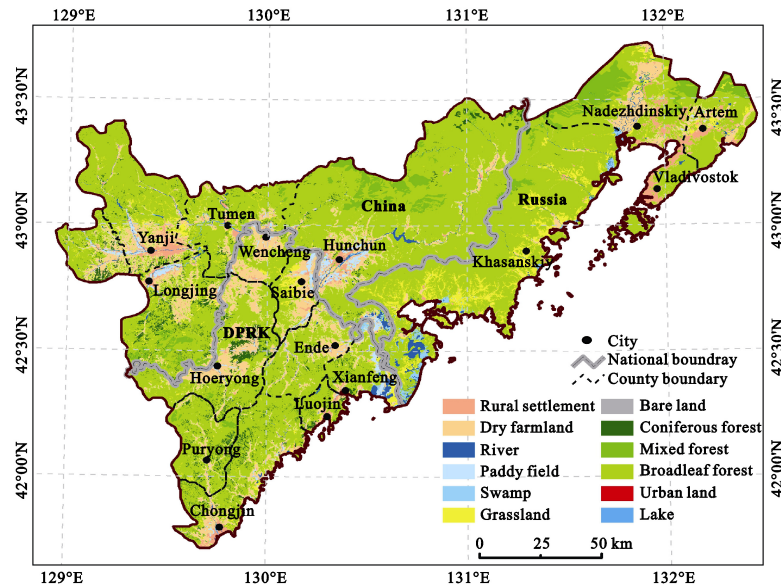 129°E 130°E 131°E 132°E
43°30′N
43°30′N
Nadezhdinskiy Artem
Vladivostok
China
Russia
Tumen
43°00′N
43°00′N
Yanji
Wencheng
Hunchun
Khasanskiy
Longjing
Saibie
DPRK
42°30′N
42°30′N
Ende
City
National boundray
County boundary
Hoeryong
Xianfeng
Luojin
Rural settlement
Bare land
Dry farmland
Coniferous forest
River
Mixed forest
Paddy field
Broadleaf forest
Swamp
Urban land
Grassland
Lake
Puryong
42°00′N
42°00′N
Chongjin
0 25 50 km
129°E 130°E 131°E 132°E